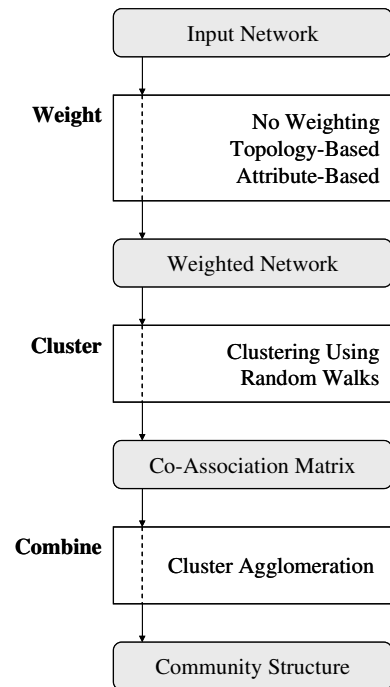 Input Network
Weight
No Weighting
Topology-Based
Attribute-Based
Weighted Network
Cluster
Clustering Using
Random Walks
Co-Association Matrix
Combine
Cluster Agglomeration
Community Structure